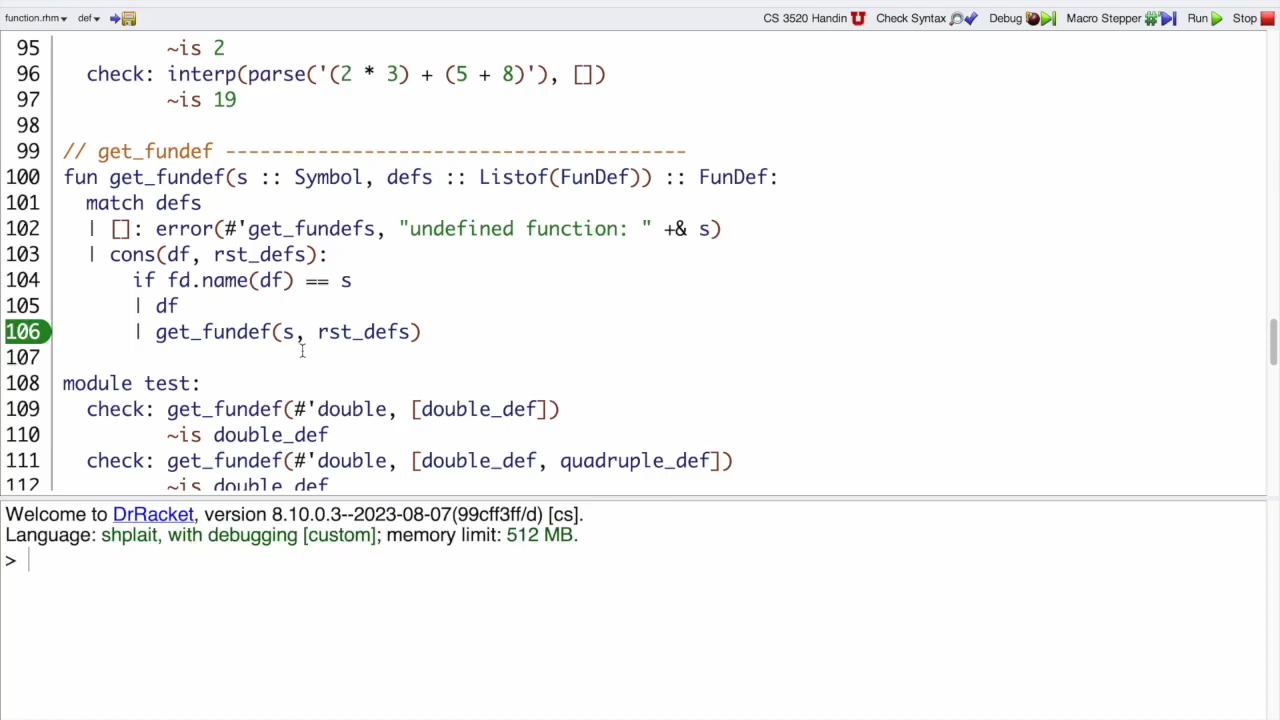 function.rhm▾ def▾ CS 3520 Handin Check Syntax Debug Macro Stepper Run Stop
95 ~is 2
96 check: interp(parse('(2 * 3) + (5 + 8)'), [])
97 ~is 19
98
99 // get_fundef ----------------------------------------
100 fun get_fundef(s :: Symbol, defs :: Listof(FunDef)) :: FunDef:
101 match defs
102 | []: error(#'get_fundefs, "undefined function: " +& s)
103 | cons(df, rst_defs):
104 if fd.name(df) == s
105 | df
106 | get_fundef(s, rst_defs)
107
108 module test:
109 check: get_fundef(#'double, [double_def])
110 ~is double_def
111 check: get_fundef(#'double, [double_def, quadruple_def])
112 ~is double_def
Welcome to DrRacket, version 8.10.0.3--2023-08-07(99cff3ff/d) [cs].
Language: shplait, with debugging [custom]; memory limit: 512 MB.
>